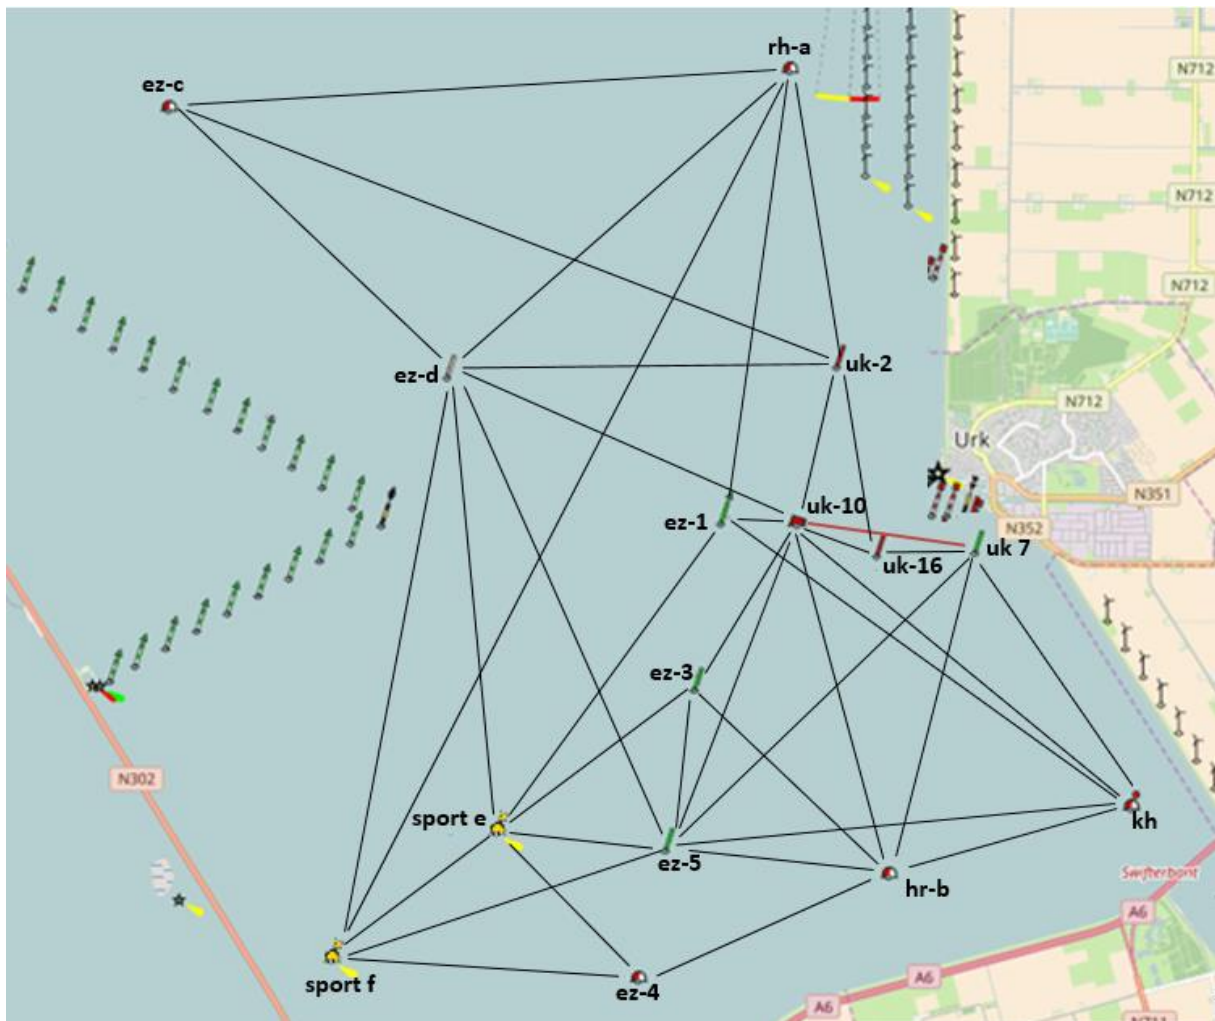 rh-a
ez-c
N712
N712
N712
ez-d
uk-2
N712
Urk
uk-10
ez-1
N351
N352
uk 7
uk-16
ez-3
N302
sport e
kh
ez-5
Swifterbant
hr-b
A6
A6
sport f
ez-4
A6